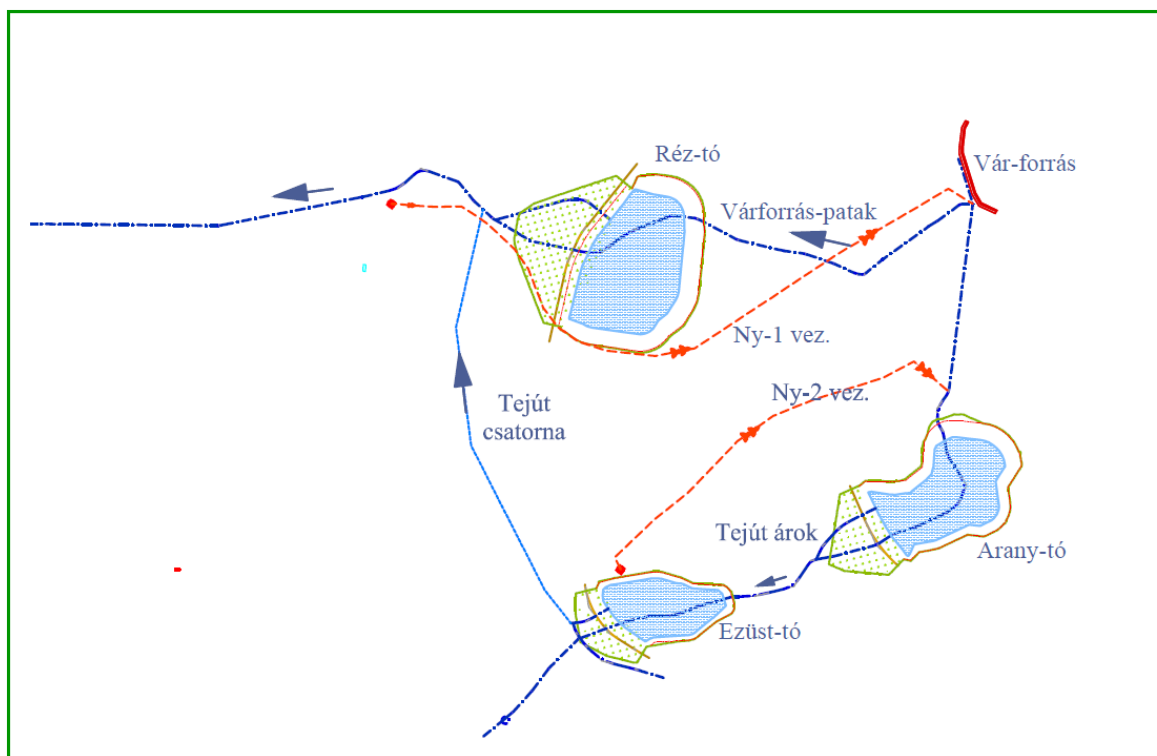 Réz-tó
Vár-forrás
Várforrás-patak
Ny-1 vez.
Ny-2 vez.
Tejút
csatorna
Tejút árok
Arany-tó
Ezüst-tó